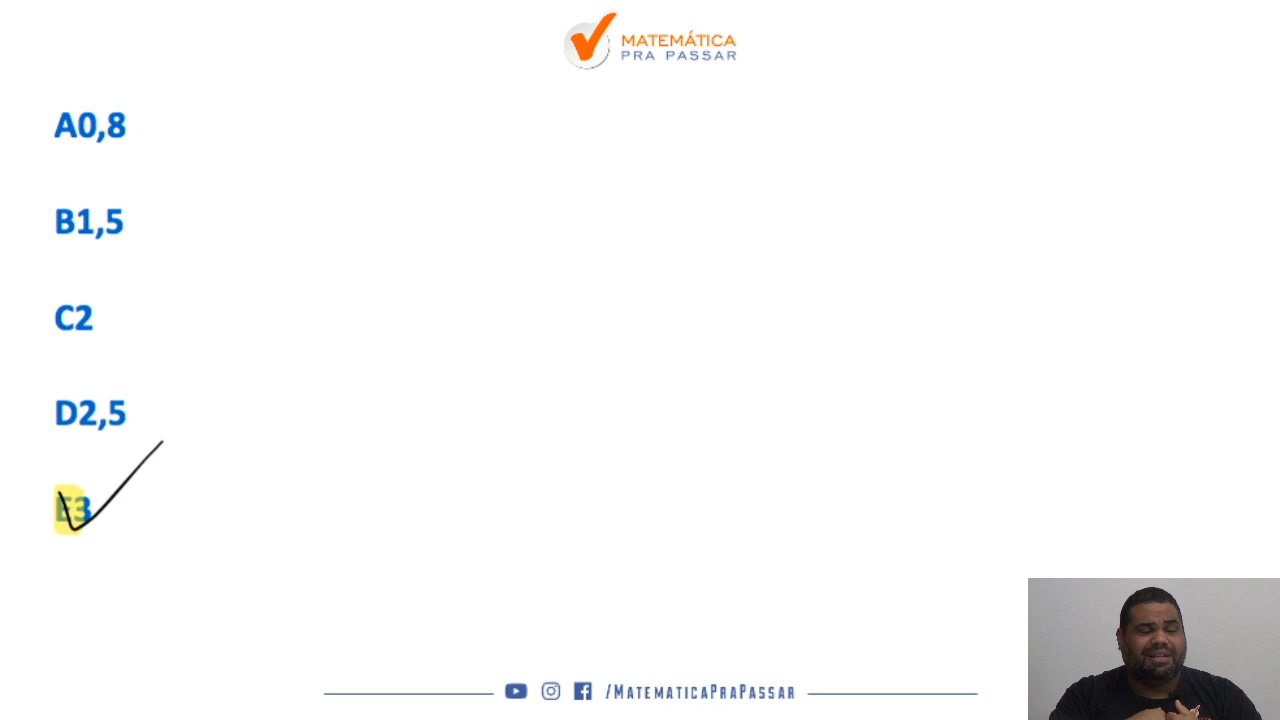 MATEMÁTICA
PRA PASSAR
A0,8
B1,5
C2
D2,5
E3
/MATEMATICAPRAPASSAR